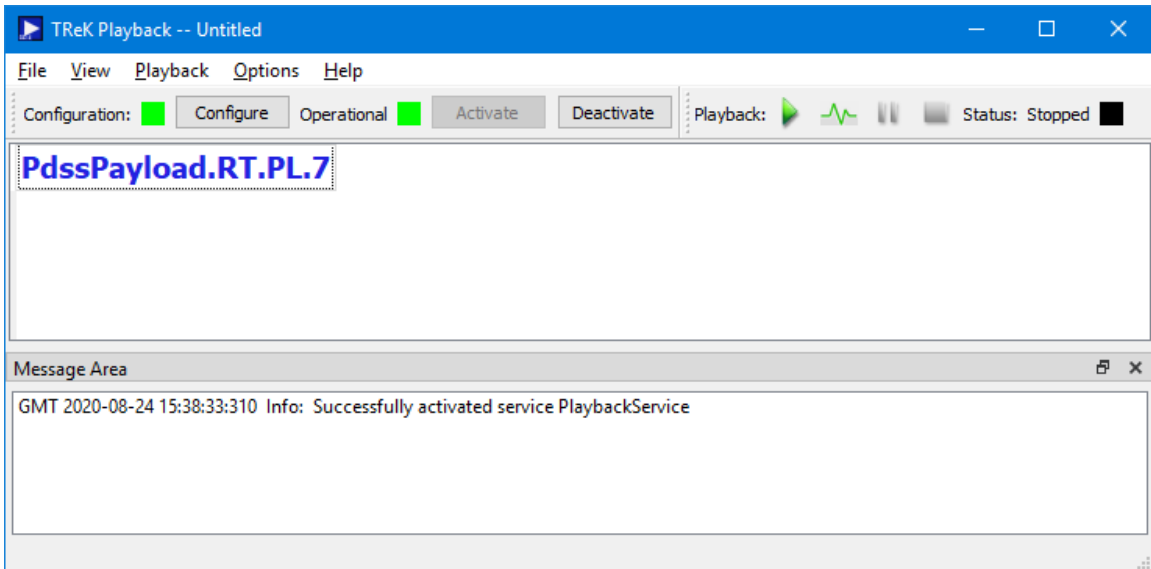 TReK Playback -- Untitled
File View Playback Options Help
Configuration: Configure Operational Activate Deactivate Playback: Status: Stopped
PdssPayload.RT.PL.7
Message Area
GMT 2020-08-24 15:38:33:310 Info: Successfully activated service PlaybackService